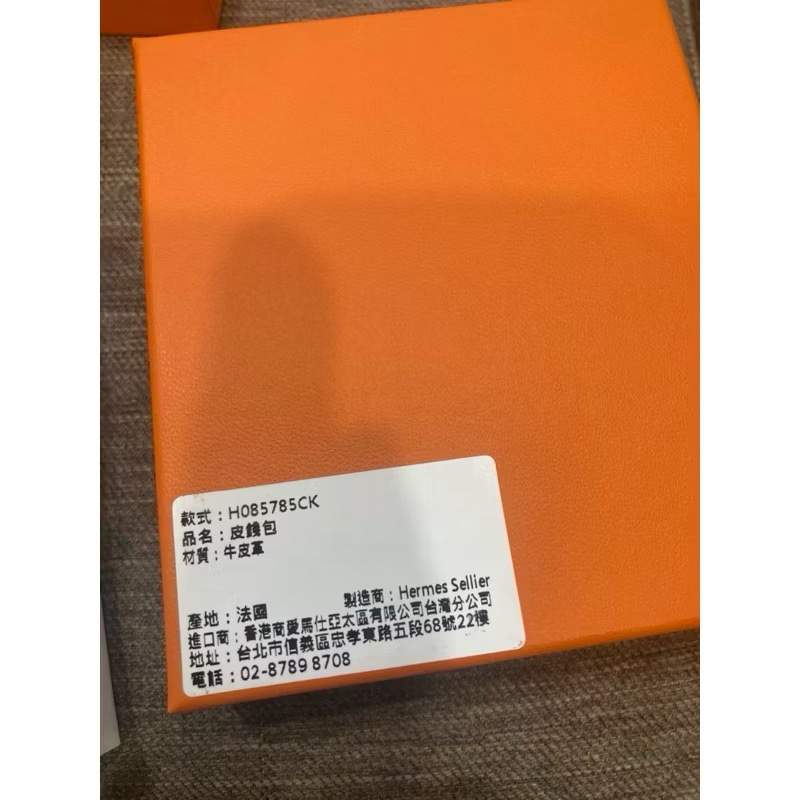 款式：H085785CK
品名：皮錢包
材質：牛皮革
產地：法國 製造商：Hermes Sellier
進口商：香港商愛馬仕亞太區有限公司台灣分公司
地址：台北市信義區忠孝東路五段68號22樓
電話：02-8789 8708